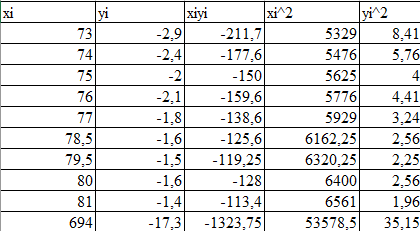 xi yi xiyi xi^2 yi^2
73 -2,9 -211,7 5329 8,41
74 -2,4 -177,6 5476 5,76
75 -2 -150 5625 4
76 -2,1 -159,6 5776 4,41
77 -1,8 -138,6 5929 3,24
78,5 -1,6 -125,6 6162,25 2,56
79,5 -1,5 -119,25 6320,25 2,25
80 -1,6 -128 6400 2,56
81 -1,4 -113,4 6561 1,96
694 -17,3 -1323,75 53578,5 35,15